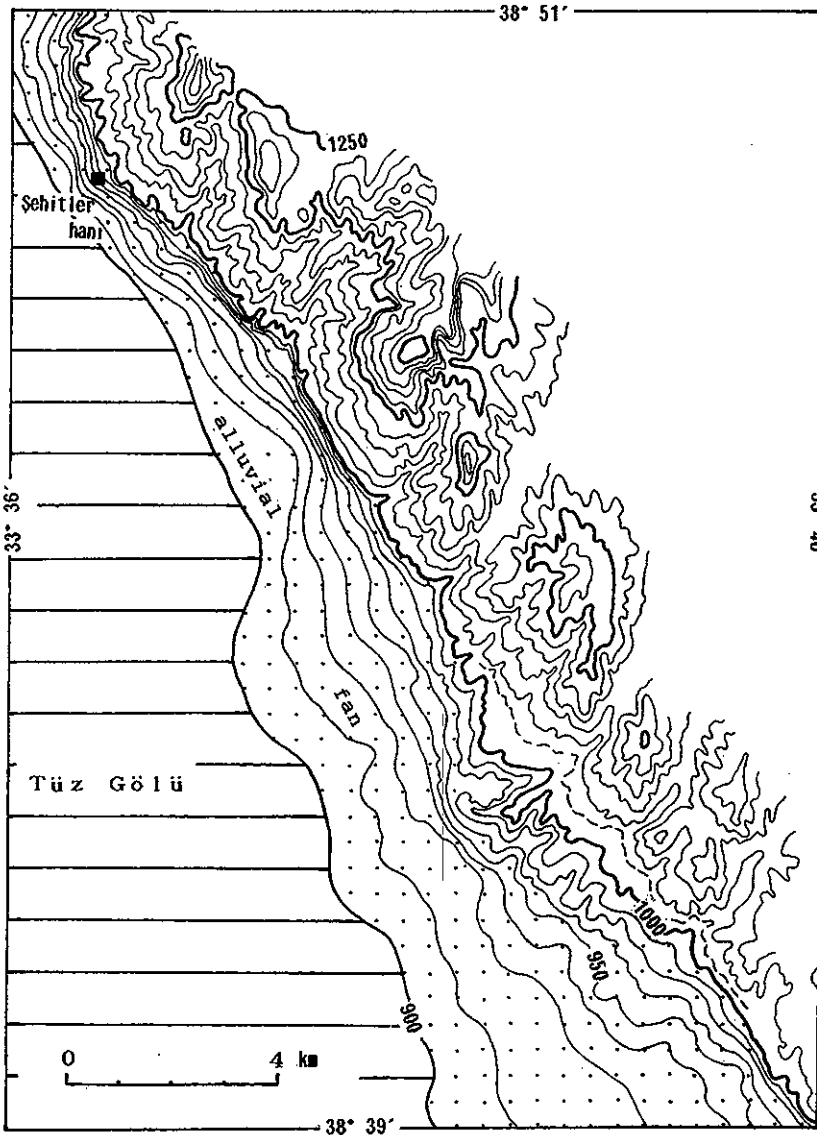 38° 51′
1250
Şehitler
hanı
alluvial
33° 36′
fan
Tüz Gölü
1000
950
900
0 4 km
38° 39′